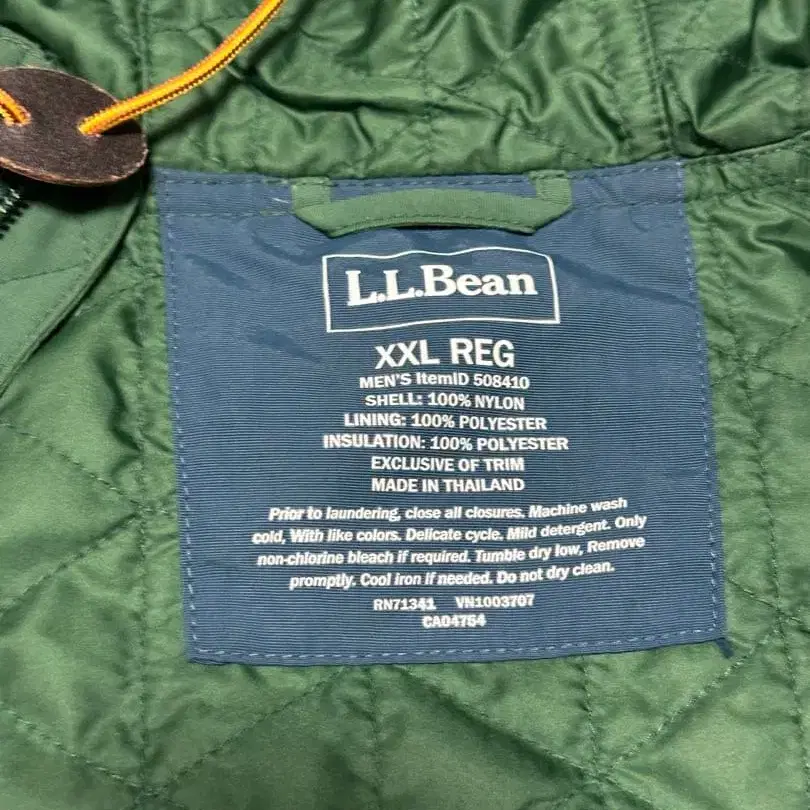 L.L.Bean
XXL REG
MEN'S ItemID 508410
SHELL: 100% NYLON
LINING: 100% POLYESTER
INSULATION: 100% POLYESTER
EXCLUSIVE OF TRIM
MADE IN THAILAND
Prior to laundering, close all closures. Machine wash
cold, With like colors. Delicate cycle. Mild detergent. Only
non-chlorine bleach if required. Tumble dry low, Remove
promptly. Cool iron if needed. Do not dry clean.
RN71341 VN1003707
CA04764